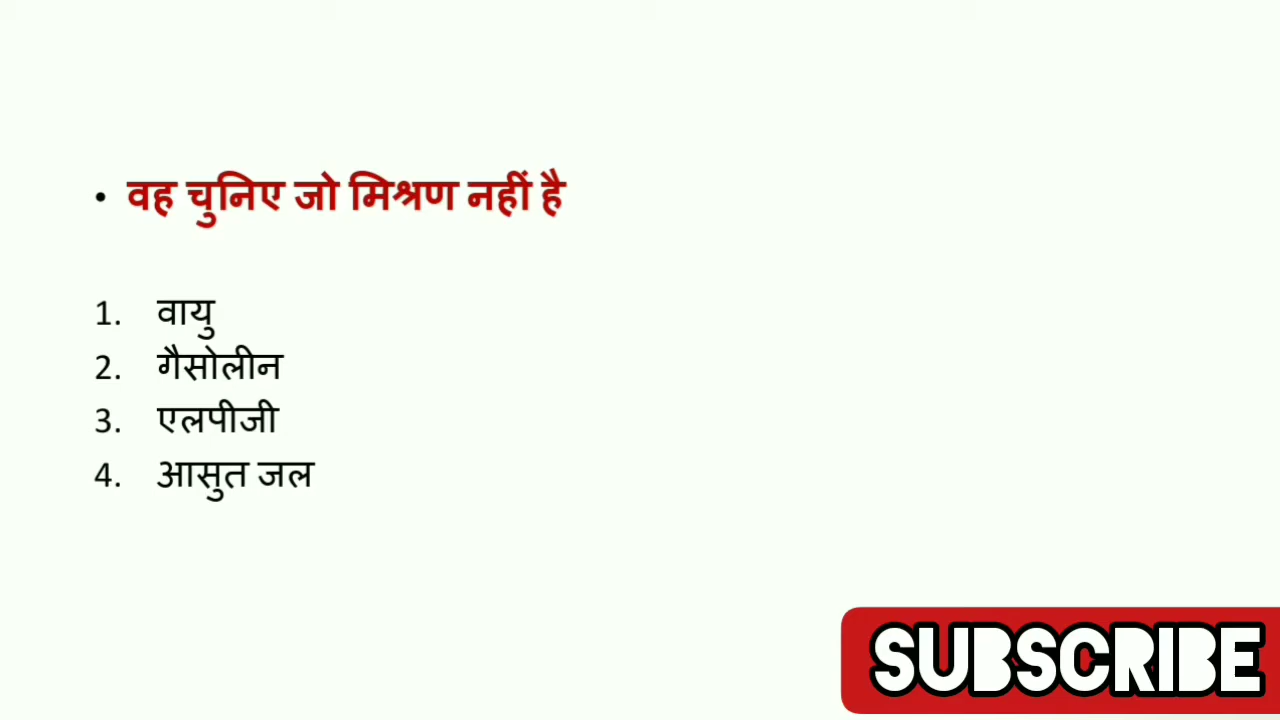 • वह चुनिए जो मिश्रण नहीं है
1. वायु
2. गैसोलीन
3. एलपीजी
4. आसुत जल
SUBSCRIBE